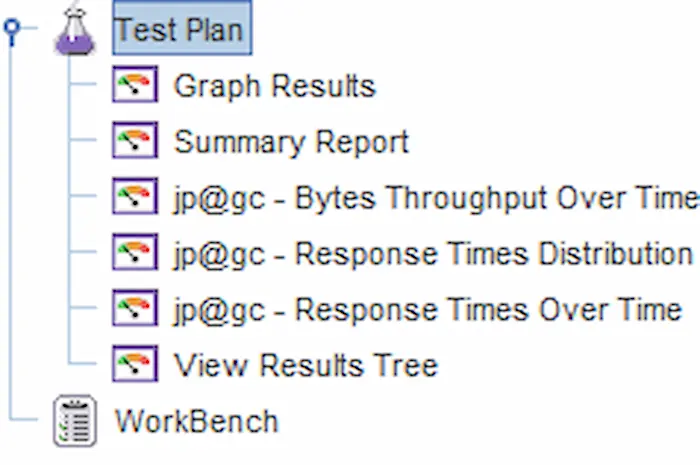 Test Plan
Graph Results
Summary Report
jp@gc - Bytes Throughput Over Time
jp@gc - Response Times Distribution
jp@gc - Response Times Over Time
View Results Tree
WorkBench